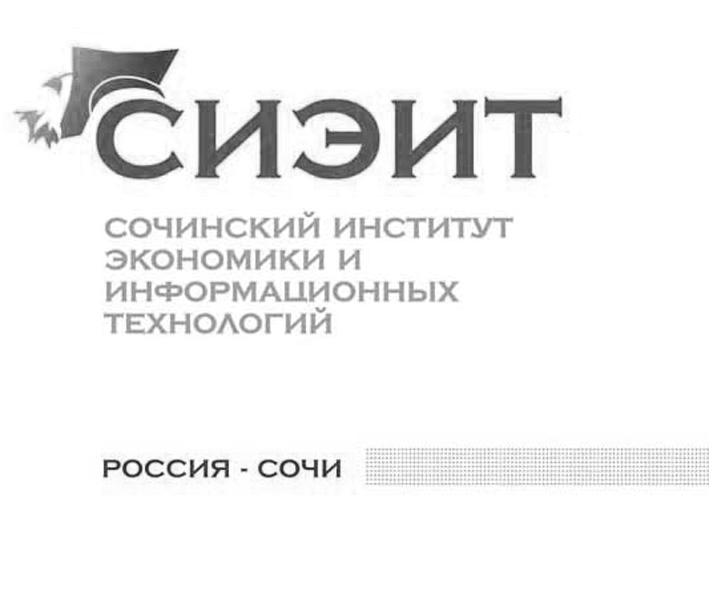 СИЭИТ
СОЧИНСКИЙ ИНСТИТУТ
ЭКОНОМИКИ И
ИНФОРМАЦИОННЫХ
ТЕХНОЛОГИЙ
РОССИЯ - СОЧИ